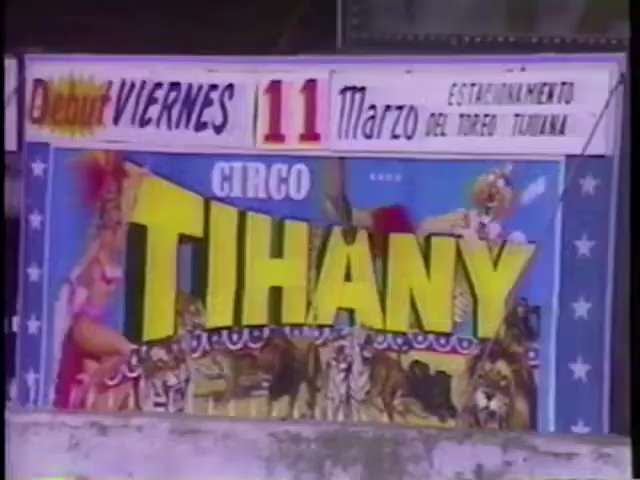 Debut VIERNES 11 Marzo ESTACIONAMIENTO
DEL TOREO TIJUANA
CIRCO
TIHANY